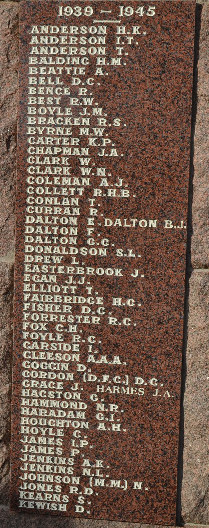 1939 - 1945
ANDERSON H.K.
ANDERSON I.T.
ANDERSON T.
BALDING H.M.
BEATTIE A.
BELL D.C.
BENCE R.
BEST R.W.
BOYLE J.M.
BRACKEN R.S.
BYRNE M.W.
CARTER K.P.
CHAPMAN J.A.
CLARK W.
CLARK W.N.
COLEMAN A.J.
COLLETT R.H.B.
CONLAN T.
CURRAN R.
DALTON E. DALTON B.J.
DALTON F.
DALTON G.C.
DONALDSON S.L.
DREW L.
EASTERBROOK J.
EGAN J.J.
ELLIOTT T.
FAIRBRIDGE H.C.
FISHER D.C.
FORRESTER R.C.
FOX C.H.
FOYLE R.C.
GARSIDE L.
GLEESON A.A.A.
GOGGIN D.
GORDON (D.F.C.) D.C.
GRACE J. HARMES J.A.
HAGSTON G.
HAMMOND N.R.
HARADAM G.I.
HOUGHTON A.H.
HOYLE G.
JAMES I.P.
JAMES P.
JENKINS A.E.
JENKINS N.L.
JOHNSON (M.M.) N.
JONES R.D.
KEARNS S.
KEWISH D.